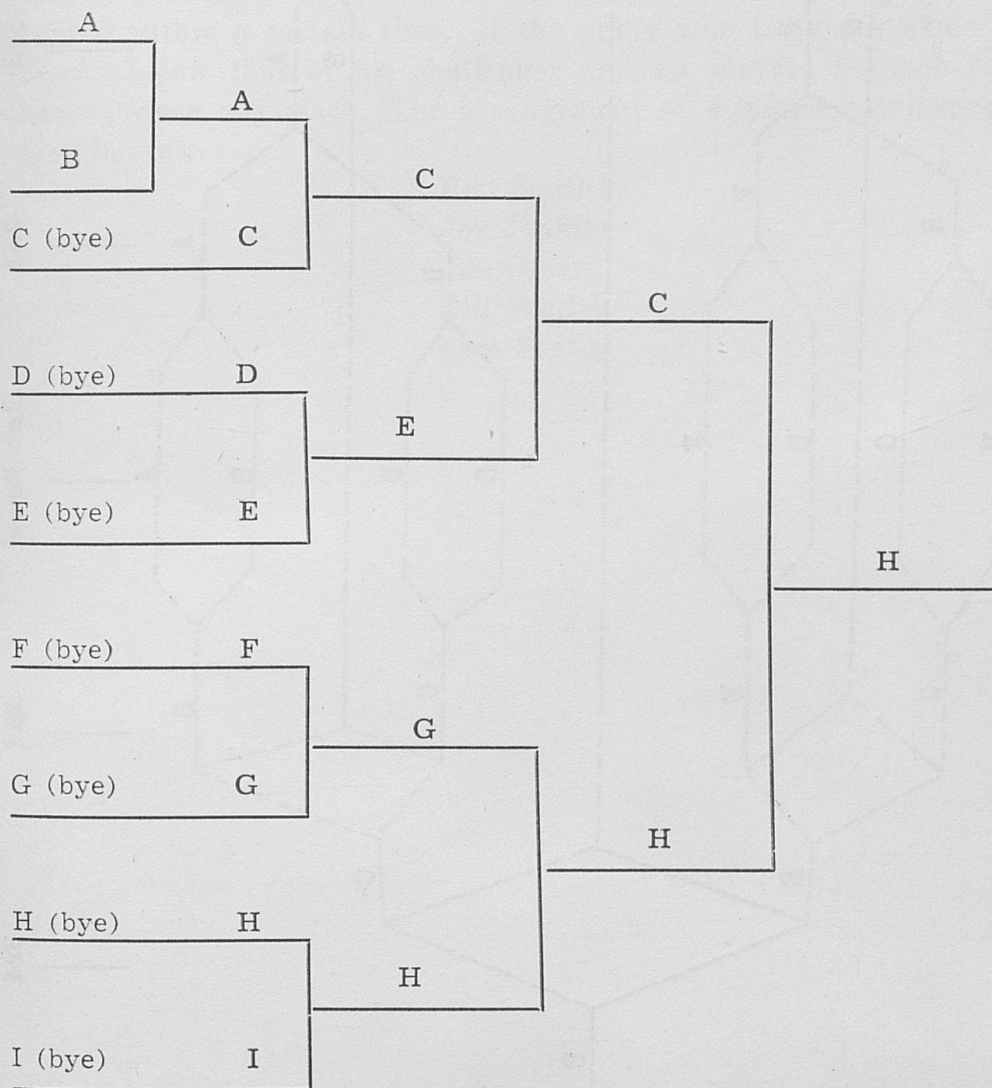 A
A
B
C
C (bye) C
C
D (bye) D
E
E (bye) E
H
F (bye) F
G
G (bye) G
H
H (bye) H
H
I (bye) I